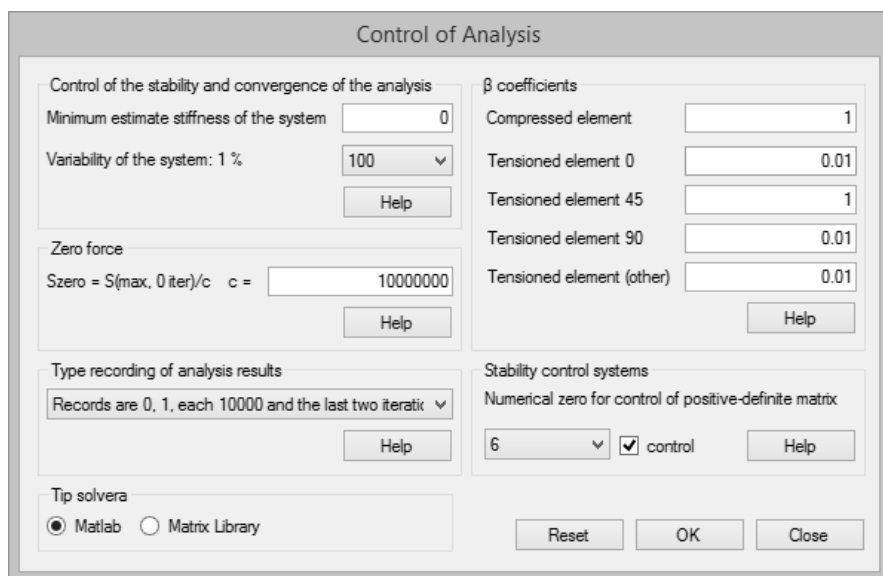 Control of Analysis
Control of the stability and convergence of the analysis
Minimum estimate stiffness of the system 0
Variability of the system: 1 % 100
Help
Zero force
Szero = S(max, 0 iter)/c c = 10000000
Help
Type recording of analysis results
Records are 0, 1, each 10000 and the last two iteratic
Help
Tip solvera
Matlab Matrix Library
β coefficients
Compressed element 1
Tensioned element 0 0.01
Tensioned element 45 1
Tensioned element 90 0.01
Tensioned element (other) 0.01
Help
Stability control systems
Numerical zero for control of positive-definite matrix
6 control Help
Reset OK Close